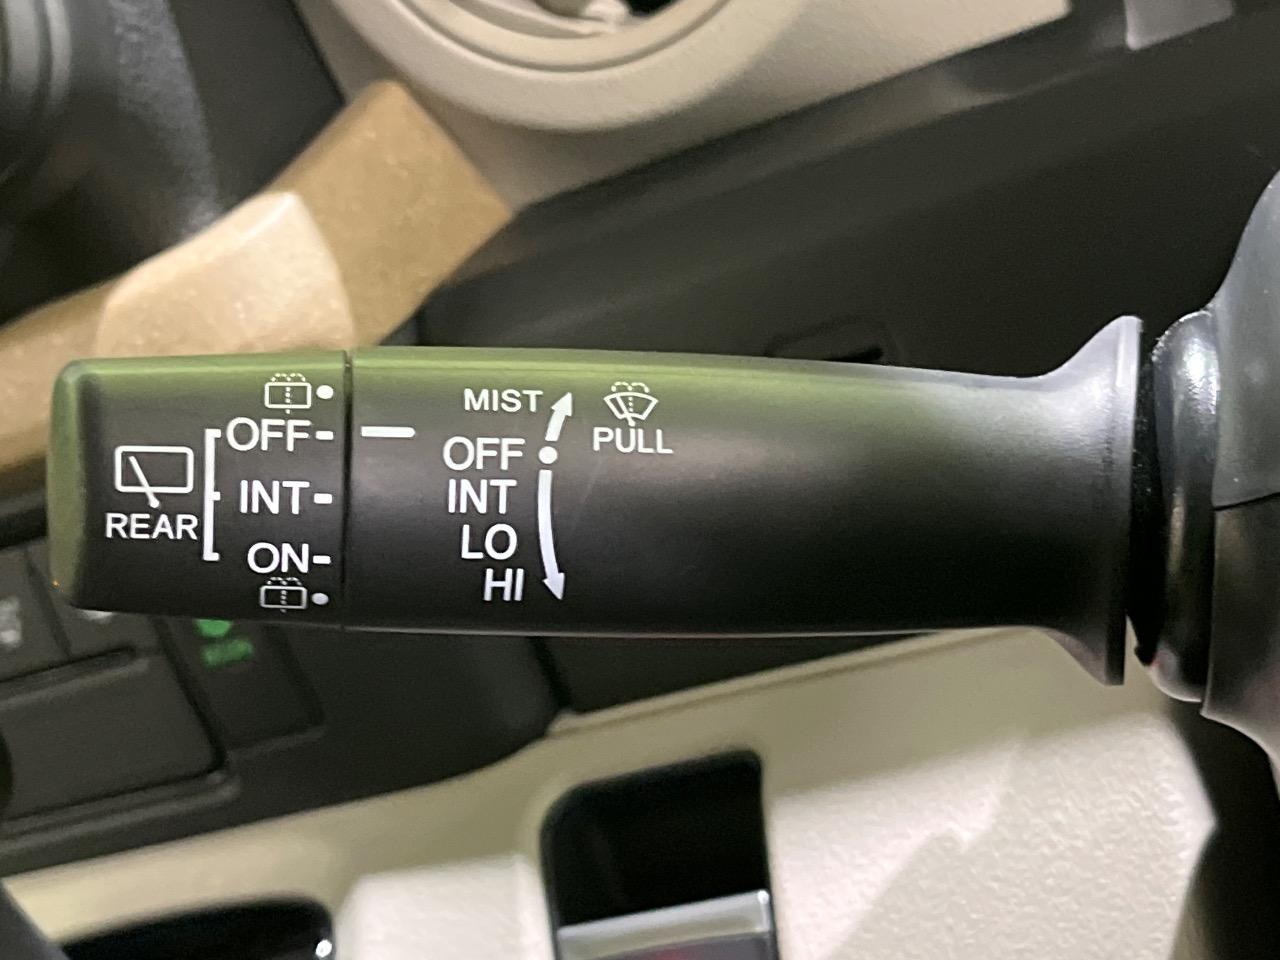 REAR
OFF
INT
ON
MIST
OFF
INT
LO
HI
PULL